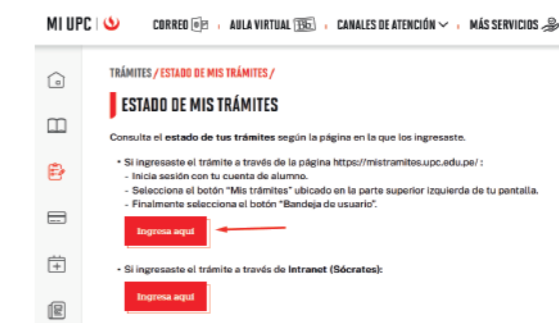 MI UPC
CORREO
AULA VIRTUAL
CANALES DE ATENCIÓN
MÁS SERVICIOS
TRÁMITES / ESTADO DE MIS TRÁMITES /
ESTADO DE MIS TRÁMITES
Consulta el estado de tus trámites según la página en la que los ingresaste.
• Si ingresaste el trámite a través de la página https://mistramites.upc.edu.pe/ :
- Inicia sesión con tu cuenta de alumno.
- Selecciona el botón "Mis trámites" ubicado en la parte superior izquierda de tu pantalla.
- Finalmente selecciona el botón "Bandeja de usuario".
Ingresa aquí
• Si ingresaste el trámite a través de Intranet (Sócrates):
Ingresa aquí